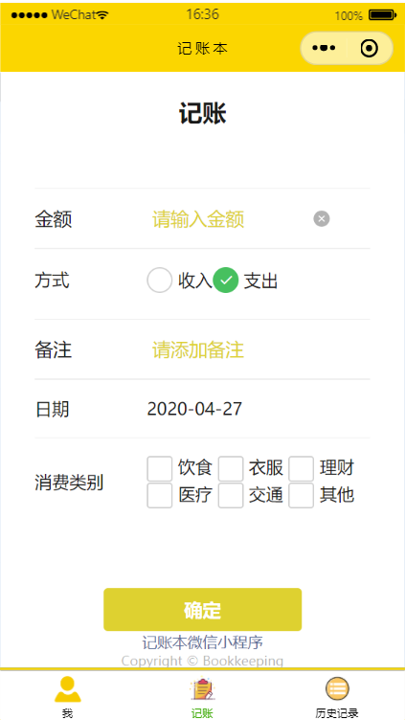 WeChat 16:36 100%
记账本
记账
金额 请输入金额
方式 收入 支出
备注 请添加备注
日期 2020-04-27
消费类别 饮食 衣服 理财
医疗 交通 其他
确定
记账本微信小程序
Copyright © Bookkeeping
我 记账 历史记录